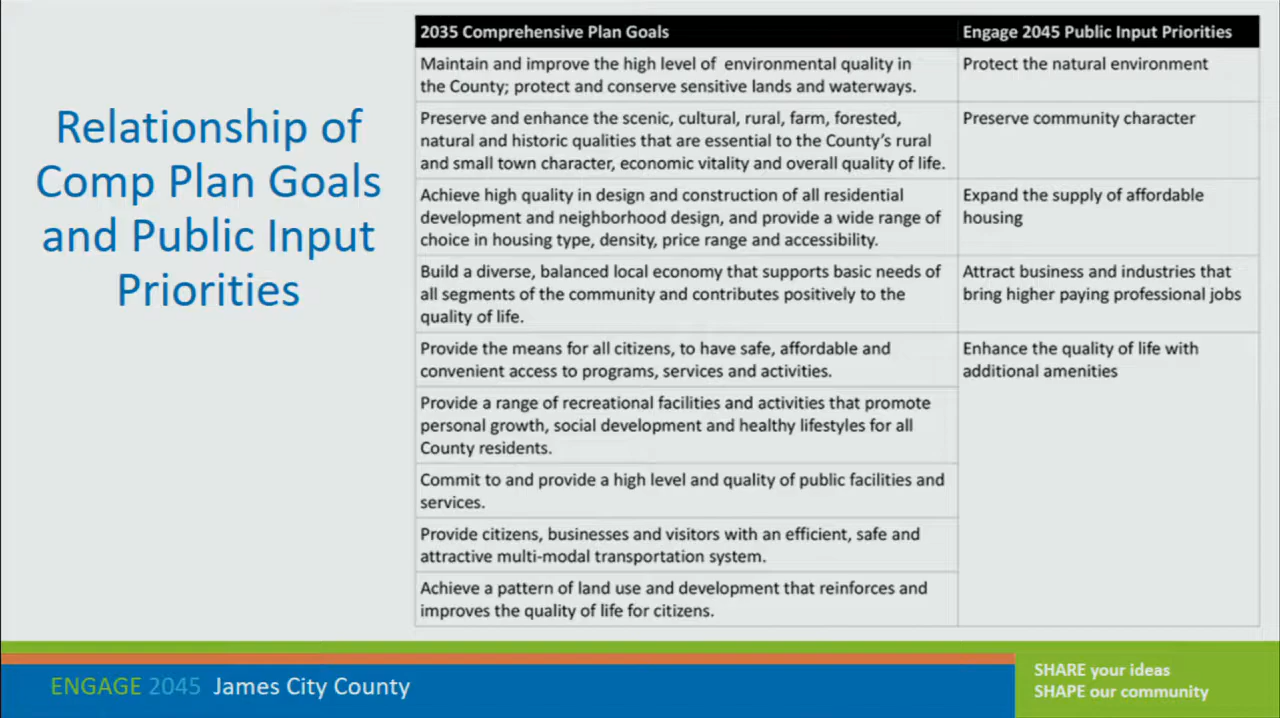 Relationship of
Comp Plan Goals
and Public Input
Priorities
2035 Comprehensive Plan Goals
Engage 2045 Public Input Priorities
Maintain and improve the high level of environmental quality in
the County; protect and conserve sensitive lands and waterways.
Protect the natural environment
Preserve and enhance the scenic, cultural, rural, farm, forested,
natural and historic qualities that are essential to the County's rural
and small town character, economic vitality and overall quality of life.
Preserve community character
Achieve high quality in design and construction of all residential
development and neighborhood design, and provide a wide range of
choice in housing type, density, price range and accessibility.
Expand the supply of affordable
housing
Build a diverse, balanced local economy that supports basic needs of
all segments of the community and contributes positively to the
quality of life.
Attract business and industries that
bring higher paying professional jobs
Provide the means for all citizens, to have safe, affordable and
convenient access to programs, services and activities.
Enhance the quality of life with
additional amenities
Provide a range of recreational facilities and activities that promote
personal growth, social development and healthy lifestyles for all
County residents.
Commit to and provide a high level and quality of public facilities and
services.
Provide citizens, businesses and visitors with an efficient, safe and
attractive multi-modal transportation system.
Achieve a pattern of land use and development that reinforces and
improves the quality of life for citizens.
ENGAGE 2045 James City County
SHARE your ideas
SHAPE our community